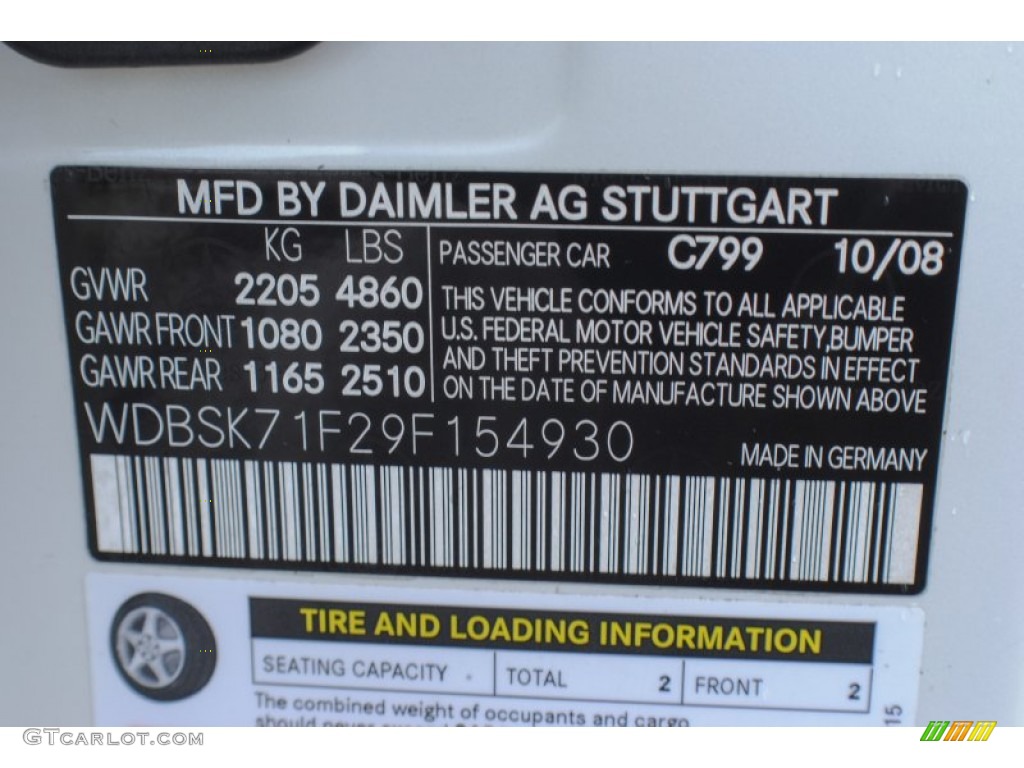 MFD BY DAIMLER AG STUTTGART
KG LBS
GVWR 2205 4860
GAWR FRONT 1080 2350
GAWR REAR 1165 2510
PASSENGER CAR C799 10/08
THIS VEHICLE CONFORMS TO ALL APPLICABLE
U.S. FEDERAL MOTOR VEHICLE SAFETY,BUMPER
AND THEFT PREVENTION STANDARDS IN EFFECT
ON THE DATE OF MANUFACTURE SHOWN ABOVE
WDBSK71F29F154930
MADE IN GERMANY
TIRE AND LOADING INFORMATION
SEATING CAPACITY TOTAL 2 FRONT 2
The combined weight of occupants and cargo
should never
15
GTcarlot.com